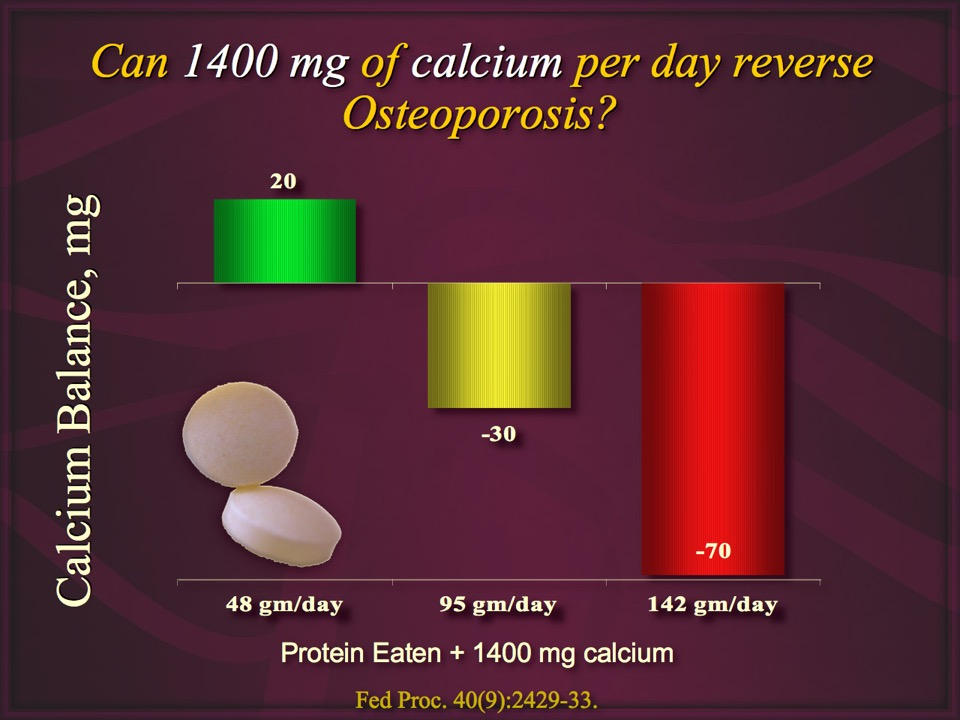 Can 1400 mg of calcium per day reverse
Osteoporosis?
Calcium Balance, mg
20
-30
-70
48 gm/day
95 gm/day
142 gm/day
Protein Eaten + 1400 mg calcium
Fed Proc. 40(9):2429-33.